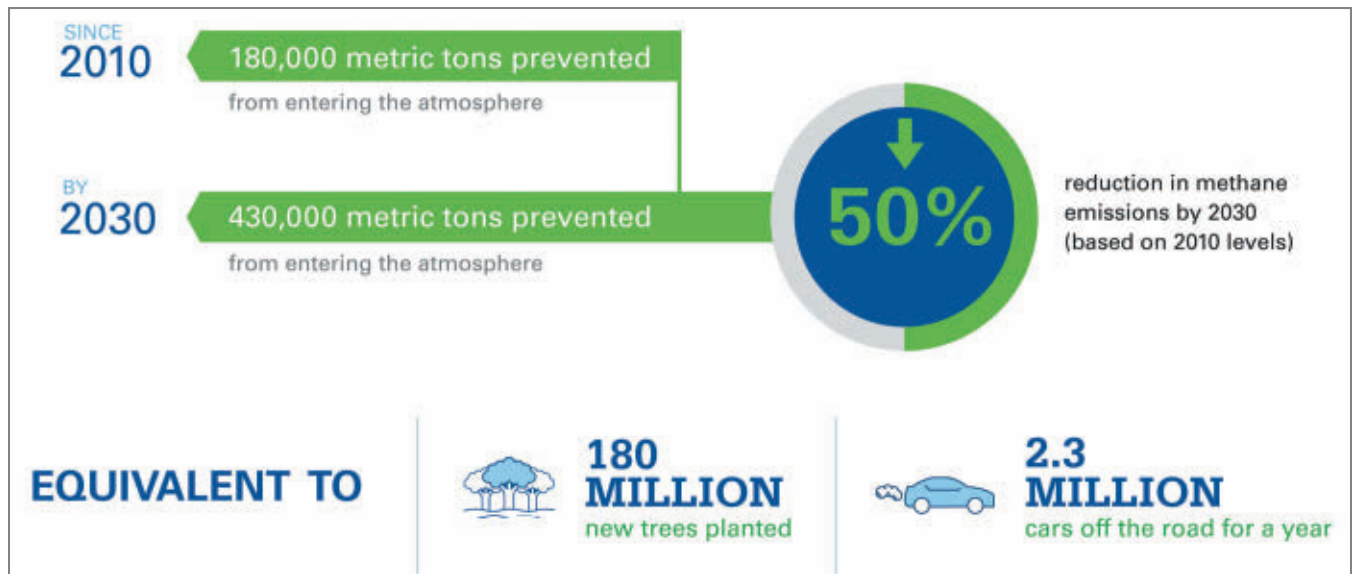 SINCE
2010
180,000 metric tons prevented
from entering the atmosphere
BY
2030
430,000 metric tons prevented
from entering the atmosphere
50%
reduction in methane
emissions by 2030
(based on 2010 levels)
EQUIVALENT TO
180
MILLION
new trees planted
2.3
MILLION
cars off the road for a year